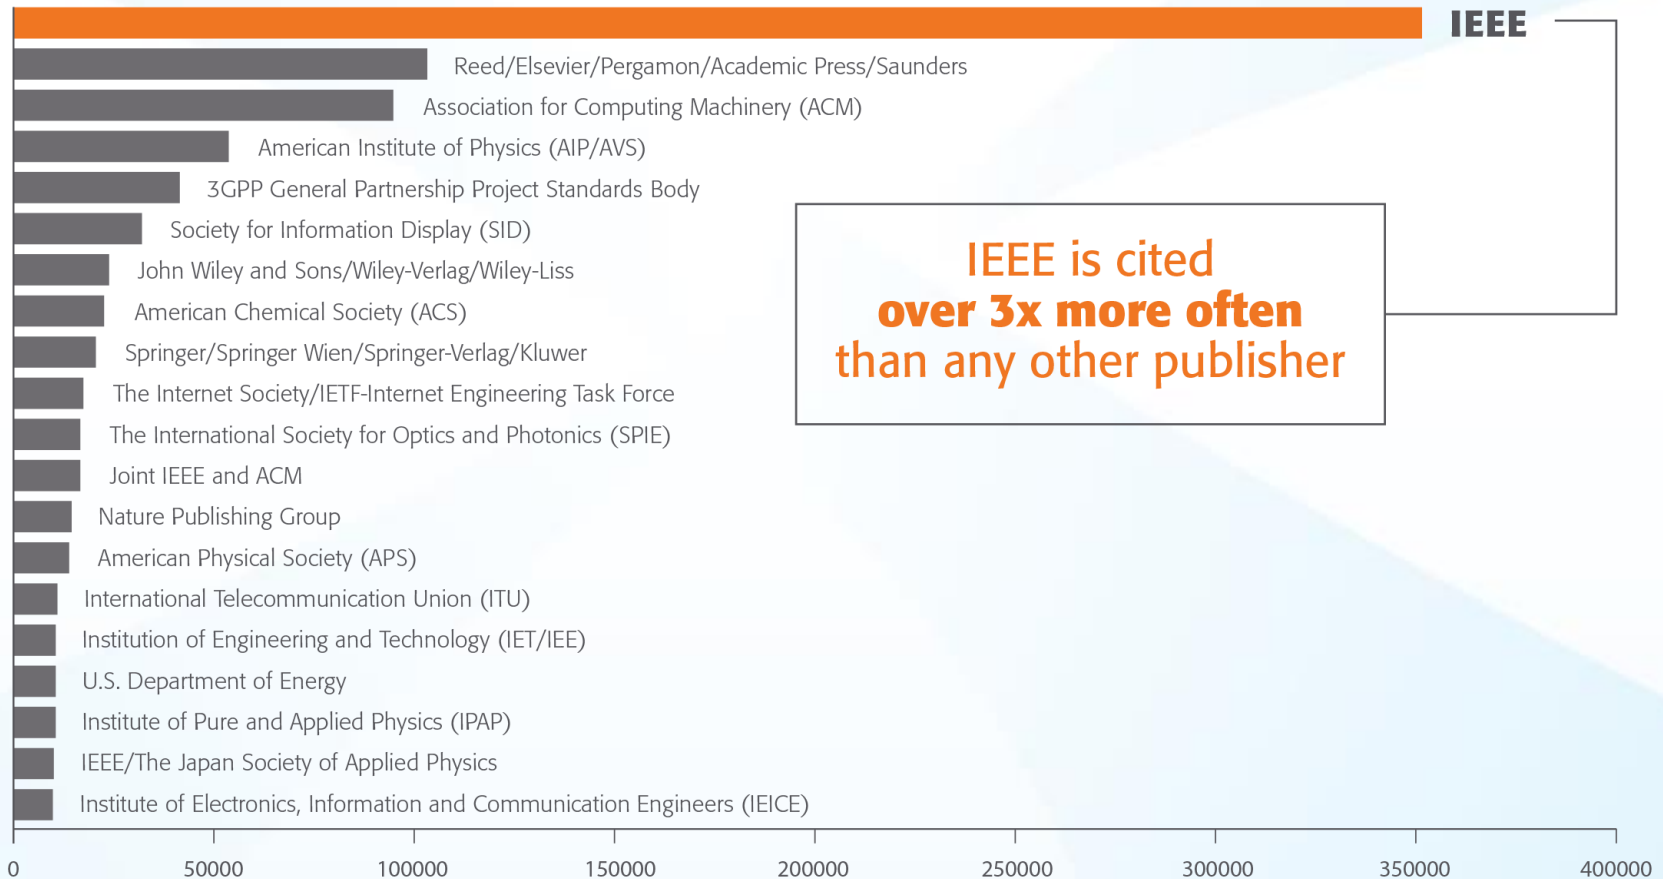 IEEE
Reed/Elsevier/Pergamon/Academic Press/Saunders
Association for Computing Machinery (ACM)
American Institute of Physics (AIP/AVS)
3GPP General Partnership Project Standards Body
Society for Information Display (SID)
John Wiley and Sons/Wiley-Verlag/Wiley-Liss
American Chemical Society (ACS)
Springer/Springer Wien/Springer-Verlag/Kluwer
The Internet Society/IETF-Internet Engineering Task Force
The International Society for Optics and Photonics (SPIE)
Joint IEEE and ACM
Nature Publishing Group
American Physical Society (APS)
International Telecommunication Union (ITU)
Institution of Engineering and Technology (IET/IEE)
U.S. Department of Energy
Institute of Pure and Applied Physics (IPAP)
IEEE/The Japan Society of Applied Physics
Institute of Electronics, Information and Communication Engineers (IEICE)
IEEE is cited
over 3x more often
than any other publisher
0 50000 100000 150000 200000 250000 300000 350000 400000